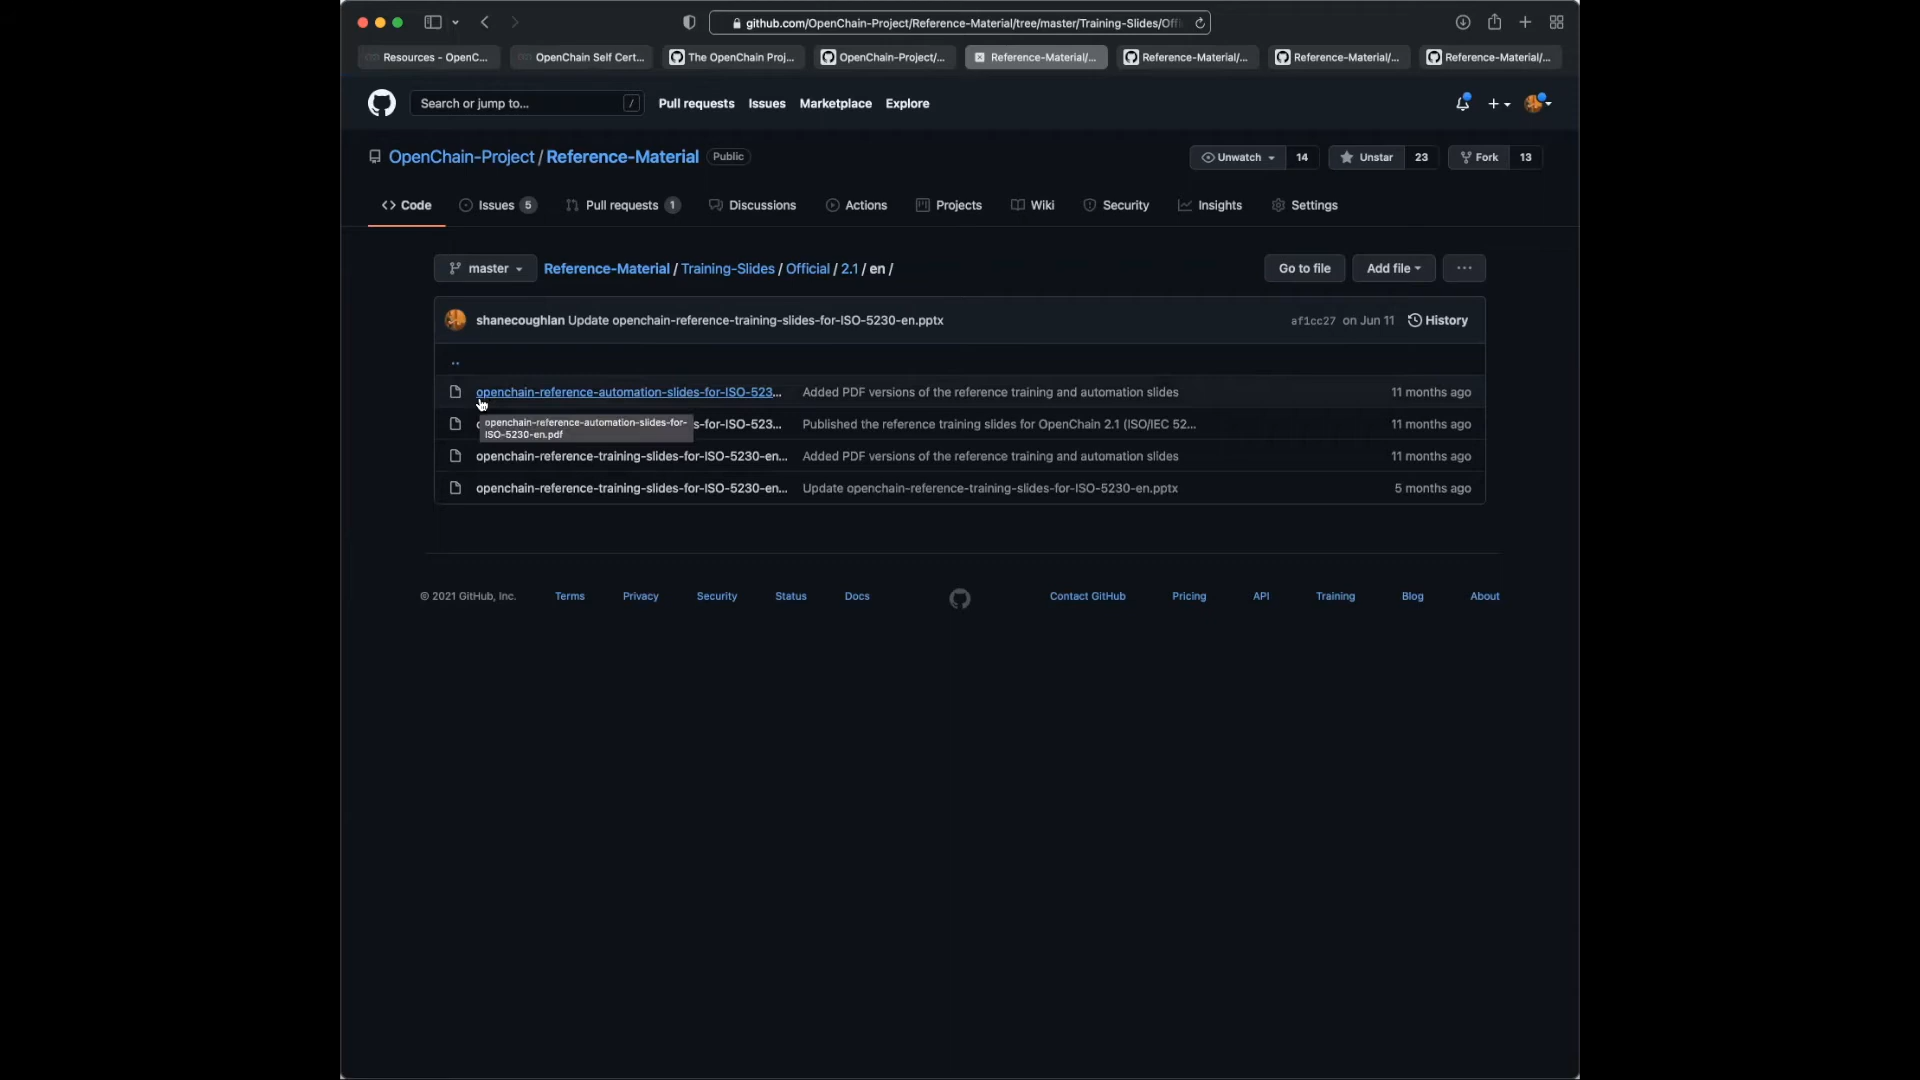 github.com/OpenChain-Project/Reference-Material/tree/master/Training-Slides/Offi
Resources - OpenC...
OpenChain Self Cert...
The OpenChain Proj...
OpenChain-Project/...
Reference-Material/...
Reference-Material/...
Reference-Material/...
Reference-Material/...
Search or jump to... /
Pull requests Issues Marketplace Explore
OpenChain-Project / Reference-Material Public
Unwatch 14 Unstar 23 Fork 13
Code Issues 5 Pull requests 1 Discussions Actions Projects Wiki Security Insights Settings
master Reference-Material / Training-Slides / Official / 2.1 / en / Go to file Add file ...
shanecoughlan Update openchain-reference-training-slides-for-ISO-5230-en.pptx af1cc27 on Jun 11 History
..
openchain-reference-automation-slides-for-ISO-523... Added PDF versions of the reference training and automation slides 11 months ago
openchain-reference-automation-slides-for-
ISO-5230-en.pdf
s-for-ISO-523... Published the reference training slides for OpenChain 2.1 (ISO/IEC 52... 11 months ago
openchain-reference-training-slides-for-ISO-5230-en... Added PDF versions of the reference training and automation slides 11 months ago
openchain-reference-training-slides-for-ISO-5230-en... Update openchain-reference-training-slides-for-ISO-5230-en.pptx 5 months ago
© 2021 GitHub, Inc. Terms Privacy Security Status Docs Contact GitHub Pricing API Training Blog About